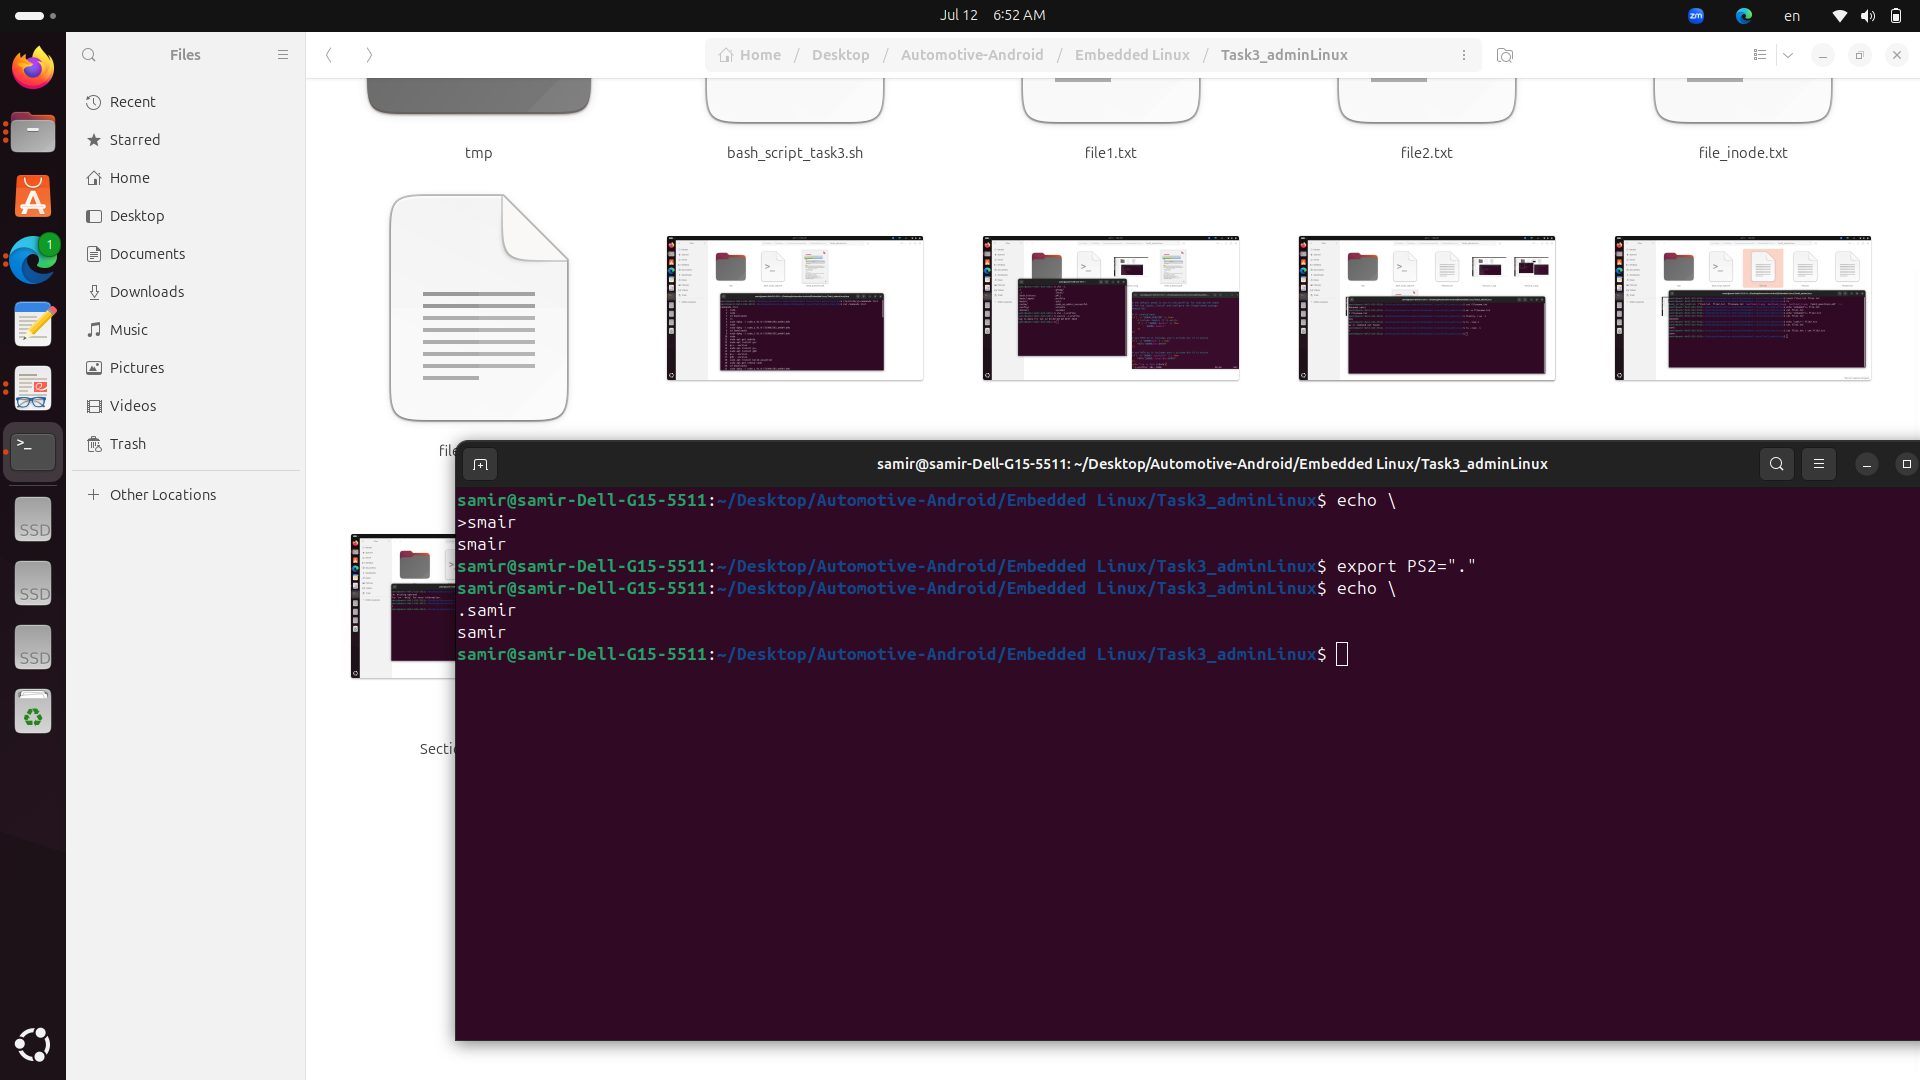 Jul 12 6:52 AM
zm
en
Files
Home / Desktop / Automotive-Android / Embedded Linux / Task3_adminLinux
Recent
Starred
Home
Desktop
Documents
Downloads
Music
Pictures
Videos
Trash
Other Locations
1
SSD
SSD
SSD
tmp
bash_script_task3.sh
file1.txt
file2.txt
file_inode.txt
file
Sectio
samir@samir-Dell-G15-5511: ~/Desktop/Automotive-Android/Embedded Linux/Task3_adminLinux
samir@samir-Dell-G15-5511:~/Desktop/Automotive-Android/Embedded Linux/Task3_adminLinux$ echo \
>smair
smair
samir@samir-Dell-G15-5511:~/Desktop/Automotive-Android/Embedded Linux/Task3_adminLinux$ export PS2="."
samir@samir-Dell-G15-5511:~/Desktop/Automotive-Android/Embedded Linux/Task3_adminLinux$ echo \
.samir
samir
samir@samir-Dell-G15-5511:~/Desktop/Automotive-Android/Embedded Linux/Task3_adminLinux$